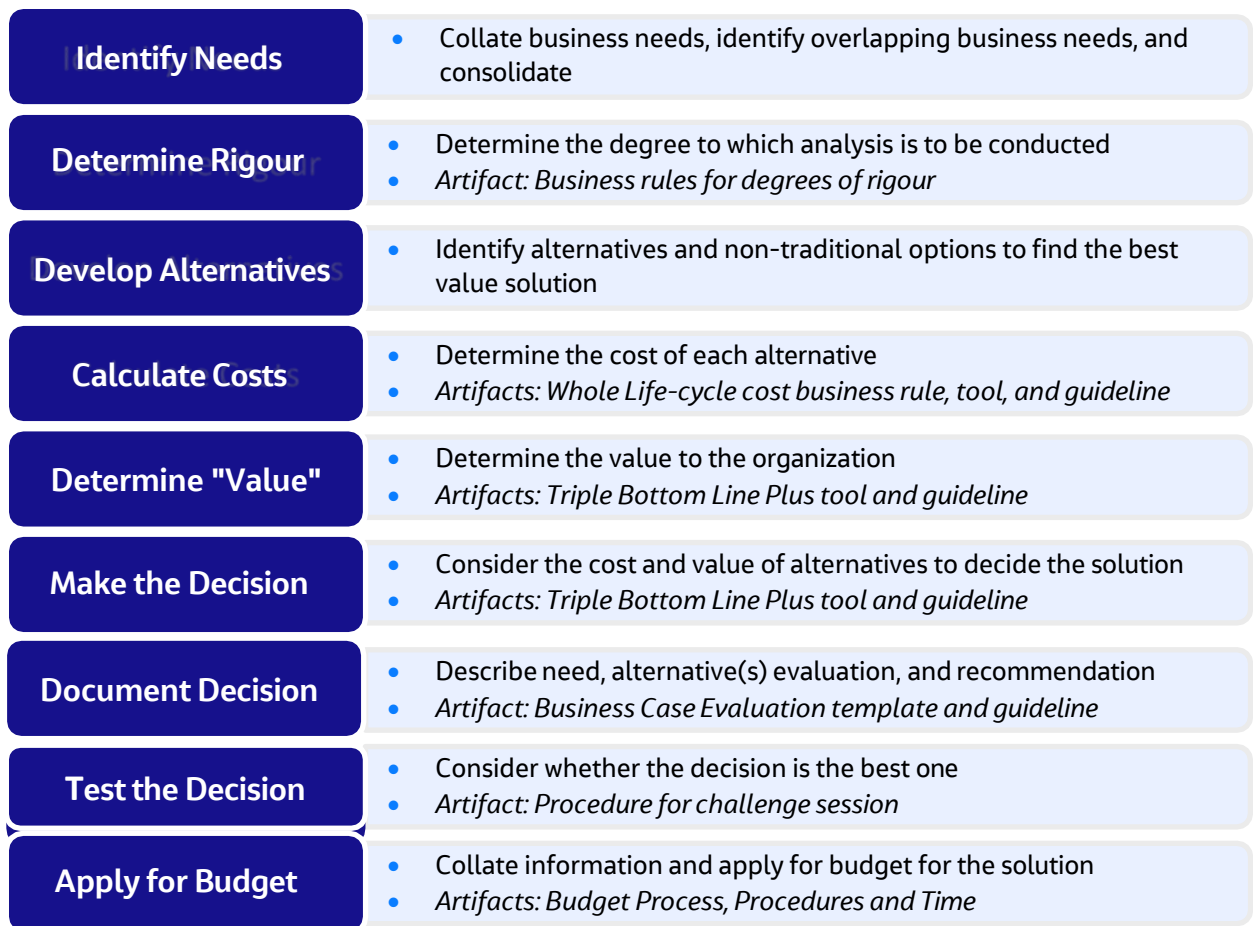 Identify Needs
• Collate business needs, identify overlapping business needs, and
consolidate
Determine Rigour
• Determine the degree to which analysis is to be conducted
• Artifact: Business rules for degrees of rigour
Develop Alternatives
• Identify alternatives and non-traditional options to find the best
value solution
Calculate Costs
• Determine the cost of each alternative
• Artifacts: Whole Life-cycle cost business rule, tool, and guideline
Determine "Value"
• Determine the value to the organization
• Artifacts: Triple Bottom Line Plus tool and guideline
Make the Decision
• Consider the cost and value of alternatives to decide the solution
• Artifacts: Triple Bottom Line Plus tool and guideline
Document Decision
• Describe need, alternative(s) evaluation, and recommendation
• Artifact: Business Case Evaluation template and guideline
Test the Decision
• Consider whether the decision is the best one
• Artifact: Procedure for challenge session
Apply for Budget
• Collate information and apply for budget for the solution
• Artifacts: Budget Process, Procedures and Time